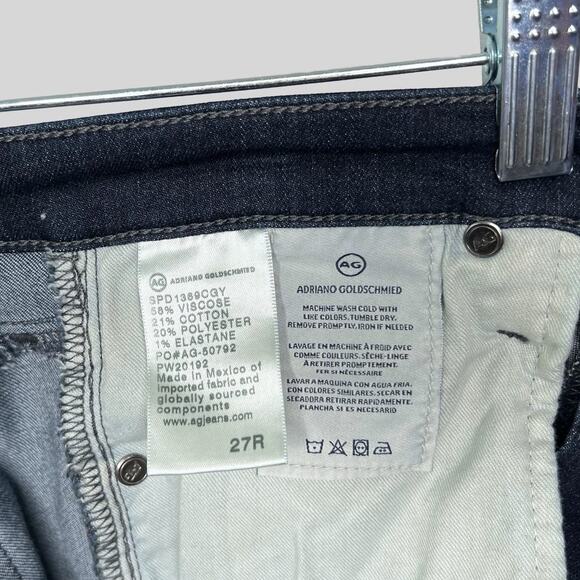 AG ADRIANO GOLDSCHMIED
SPD1389CGY
58% VISCOSE
21% COTTON
20% POLYESTER
1% ELASTANE
PO#AG-50792
PW20192
Made in Mexico of
imported fabric and
globally sourced
components
www.agjeans.com
27R
AG
ADRIANO GOLDSCHMIED
MACHINE WASH COLD WITH
LIKE COLORS. TUMBLE DRY.
REMOVE PROMPTLY. IRON IF NEEDED
LAVAGE EN MACHINE À FROID AVEC
COMME COULEURS. SÈCHE-LINGE
À RETIRER PROMPTEMENT.
FER SI NÉCESSAIRE
LAVAR A MAQUINA CON AGUA FRIA.
CON COLORES SIMILARES. SECAR EN
SECADORA RETIRAR RAPIDAMENTE.
PLANCHA SI ES NECESARIO
AG
AG